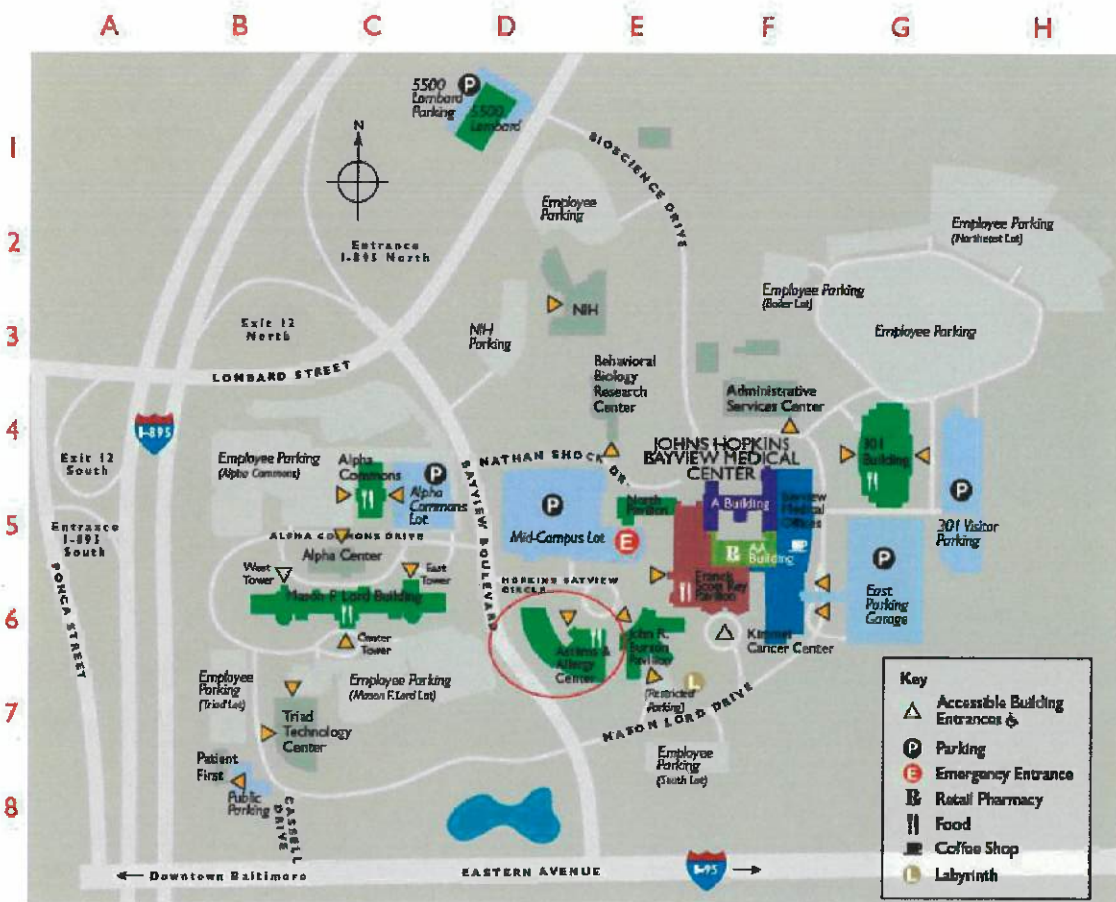 A B C D E F G H
1
2
3
4
5
6
7
8
5500
Lombard
Parking
P
5500
Lombard
N
BIOSCIENCE DRIVE
Employee
Parking
Entrance
I-895 North
Employee Parking
(Northeast Lot)
Employee Parking
(Boiler Lot)
Employee Parking
NIH
NIH
Parking
Exit 12
North
LOMBARD STREET
Behavioral
Biology
Research
Center
Administrative
Services Center
I-895
Exit 12
South
Entrance
I-895
South
PONCA STREET
Employee Parking
(Alpha Commons)
Alpha
Commons
P
Alpha
Commons
Lot
BAYVIEW BOULEVARD
NATHAN SHOCK DR
JOHNS HOPKINS
BAYVIEW MEDICAL
CENTER
301
Building
P
301 Visitor
Parking
P
Mid-Campus Lot
North
Pavilion
E
A Building
Bayview
Medical
Offices
AA
Building
P
East
Parking
Garage
ALPHA COMMONS DRIVE
Alpha Center
West
Tower
East
Tower
Mason F. Lord Building
Center
Tower
HOPKINS BAYVIEW
CIRCLE
Francis
Scott Key
Pavilion
Asthma &
Allergy
Center
John R.
Burton
Pavilion
Kimmel
Cancer Center
L
(Restricted
Parking)
MASON LORD DRIVE
Employee
Parking
(South Lot)
Employee
Parking
(Triad Lot)
Employee Parking
(Mason F. Lord Lot)
Triad
Technology
Center
Patient
First
Public
Parking
CASSELL
DRIVE
Downtown Baltimore
EASTERN AVENUE
I-95
Key
Accessible Building
Entrances
P Parking
E Emergency Entrance
Rx Retail Pharmacy
Food
Coffee Shop
L Labyrinth